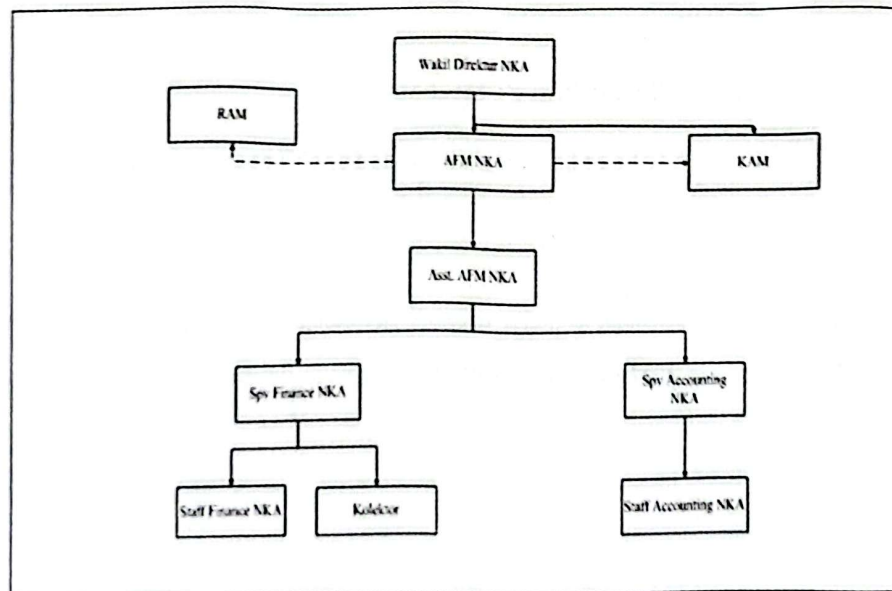 Wakil Direktur NKA
RAM
AFM NKA
KAM
Asst. AFM NKA
Spv Finance NKA
Spv Accounting
NKA
Staff Finance NKA
Kolektor
Staff Accounting NKA